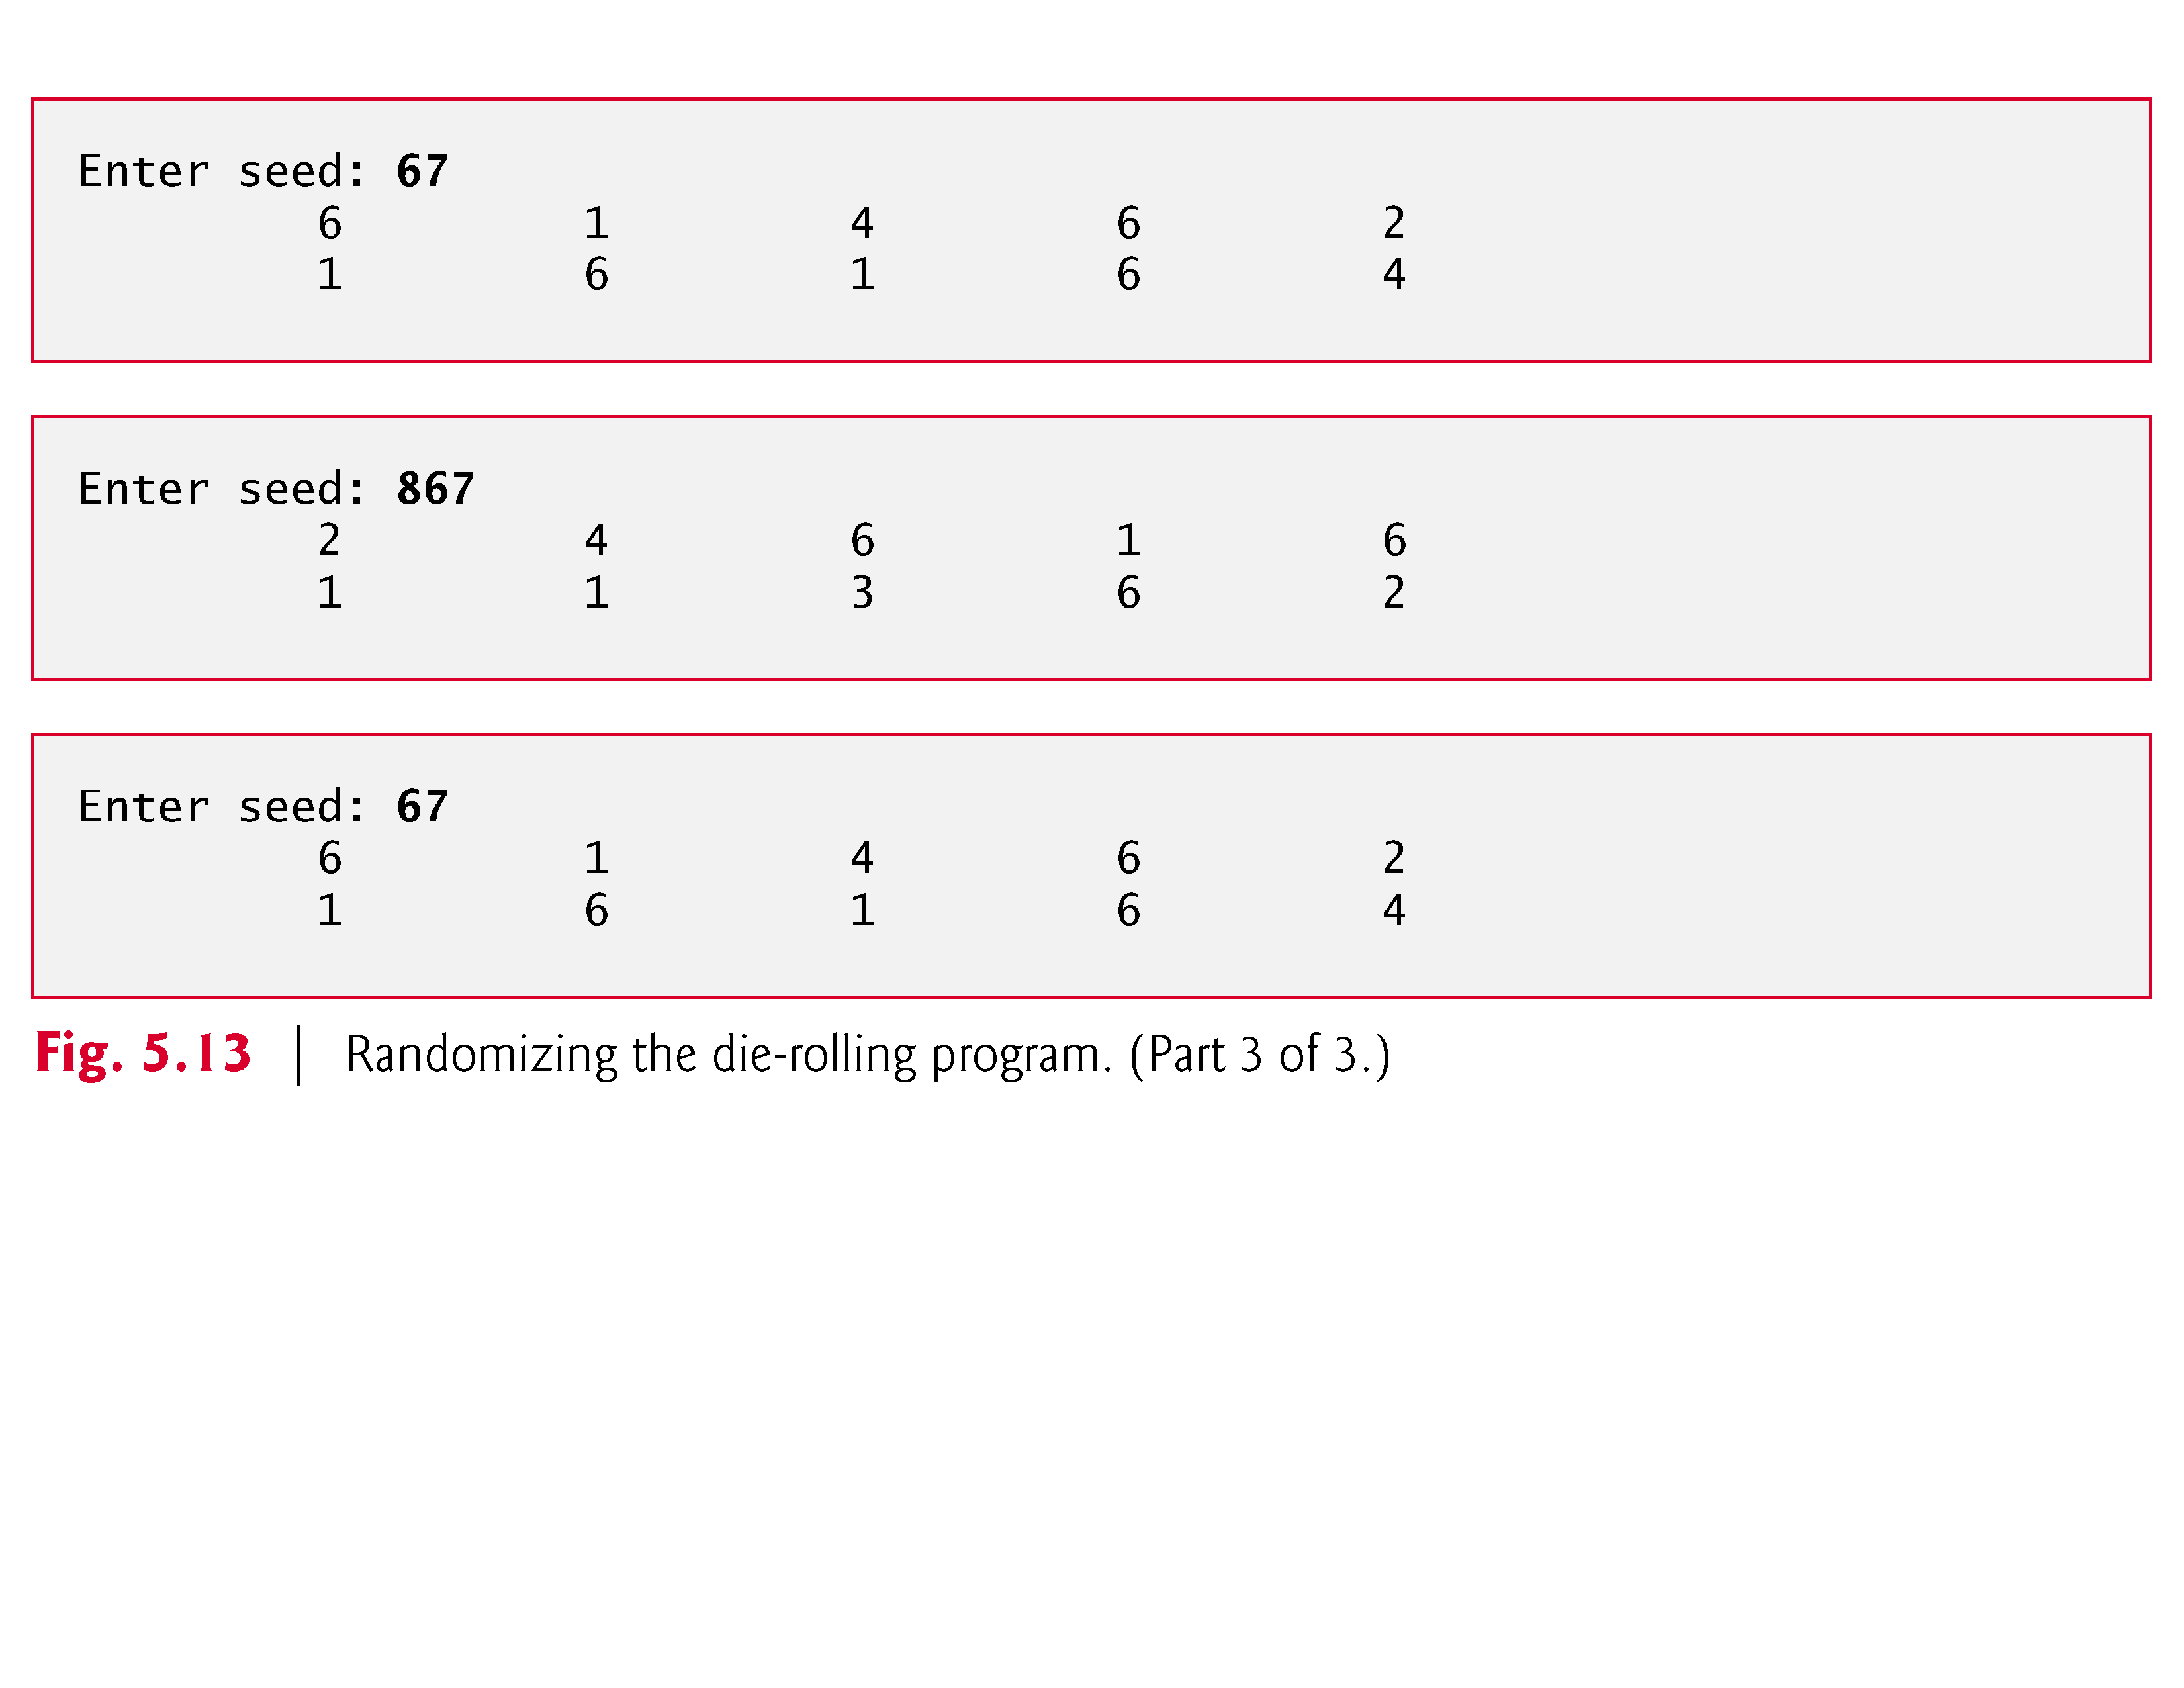 Enter seed: 67
6 1 4 6 2
1 6 1 6 4
Enter seed: 867
2 4 6 1 6
1 1 3 6 2
Enter seed: 67
6 1 4 6 2
1 6 1 6 4
Fig. 5.13 | Randomizing the die-rolling program. (Part 3 of 3.)